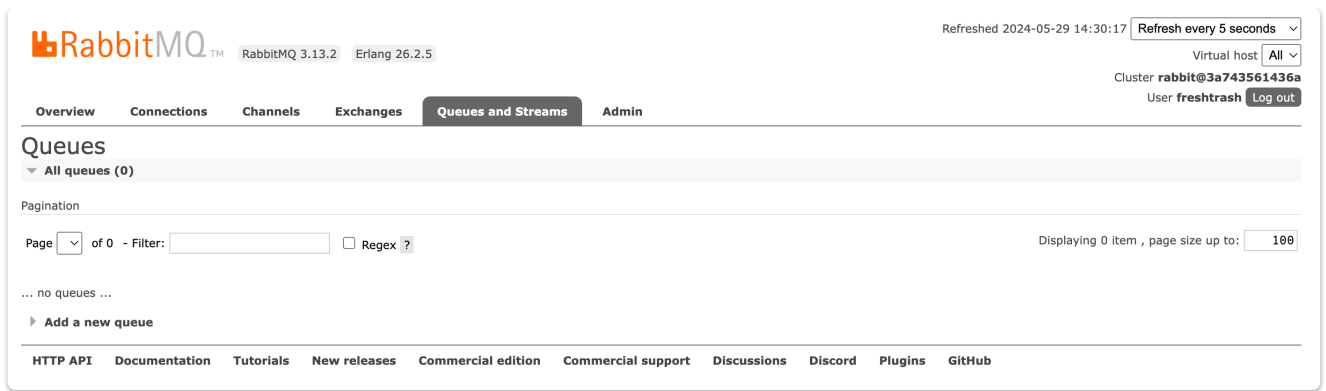 RabbitMQ TM RabbitMQ 3.13.2 Erlang 26.2.5
Refreshed 2024-05-29 14:30:17 Refresh every 5 seconds
Virtual host All
Cluster rabbit@3a743561436a
User freshtrash Log out
Overview Connections Channels Exchanges Queues and Streams Admin
Queues
All queues (0)
Pagination
Page of 0 - Filter: Regex ? Displaying 0 item , page size up to: 100
... no queues ...
Add a new queue
HTTP API Documentation Tutorials New releases Commercial edition Commercial support Discussions Discord Plugins GitHub